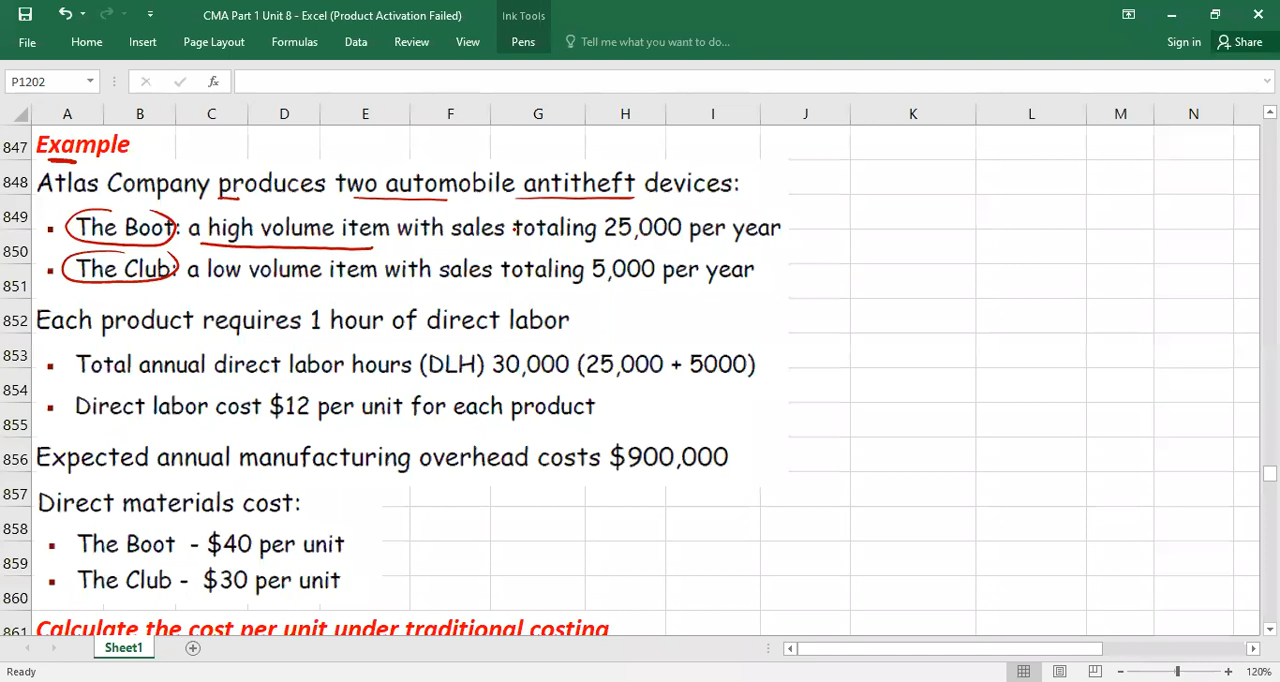 CMA Part 1 Unit 8 - Excel (Product Activation Failed)
Ink Tools
File Home Insert Page Layout Formulas Data Review View Pens Tell me what you want to do... Sign in Share
P1202 fx
A B C D E F G H I J K L M N
847 Example
848 Atlas Company produces two automobile antitheft devices:
849 ▪ The Boot: a high volume item with sales totaling 25,000 per year
850
851 ▪ The Club: a low volume item with sales totaling 5,000 per year
852 Each product requires 1 hour of direct labor
853 ▪ Total annual direct labor hours (DLH) 30,000 (25,000 + 5000)
854
855 ▪ Direct labor cost $12 per unit for each product
856 Expected annual manufacturing overhead costs $900,000
857 Direct materials cost:
858 ▪ The Boot - $40 per unit
859
860 ▪ The Club - $30 per unit
861 Calculate the cost per unit under traditional costing
Sheet1
Ready 120%